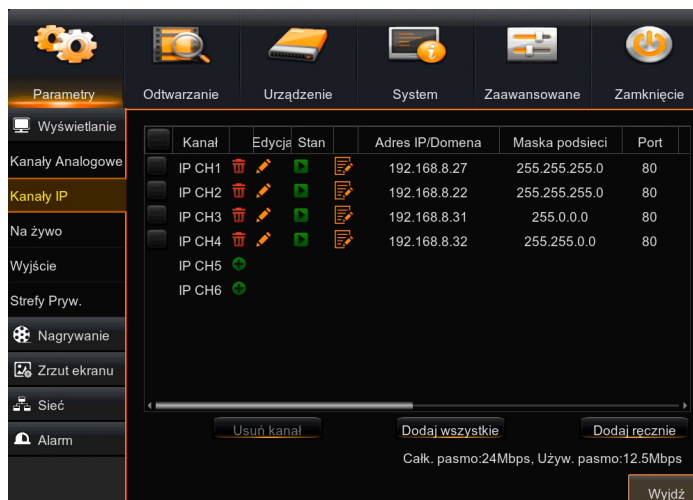 Parametry Odtwarzanie Urządzenie System Zaawansowane Zamknięcie
Wyświetlanie
Kanały Analogowe
Kanały IP
Na żywo
Wyjście
Strefy Pryw.
Nagrywanie
Zrzut ekranu
Sieć
Alarm
Kanał Edycja Stan Adres IP/Domena Maska podsieci Port
IP CH1 192.168.8.27 255.255.255.0 80
IP CH2 192.168.8.22 255.255.255.0 80
IP CH3 192.168.8.31 255.0.0.0 80
IP CH4 192.168.8.32 255.255.0.0 80
IP CH5
IP CH6
Usuń kanał Dodaj wszystkie Dodaj ręcznie
Całk. pasmo:24Mbps, Używ. pasmo:12.5Mbps
Wyjdź